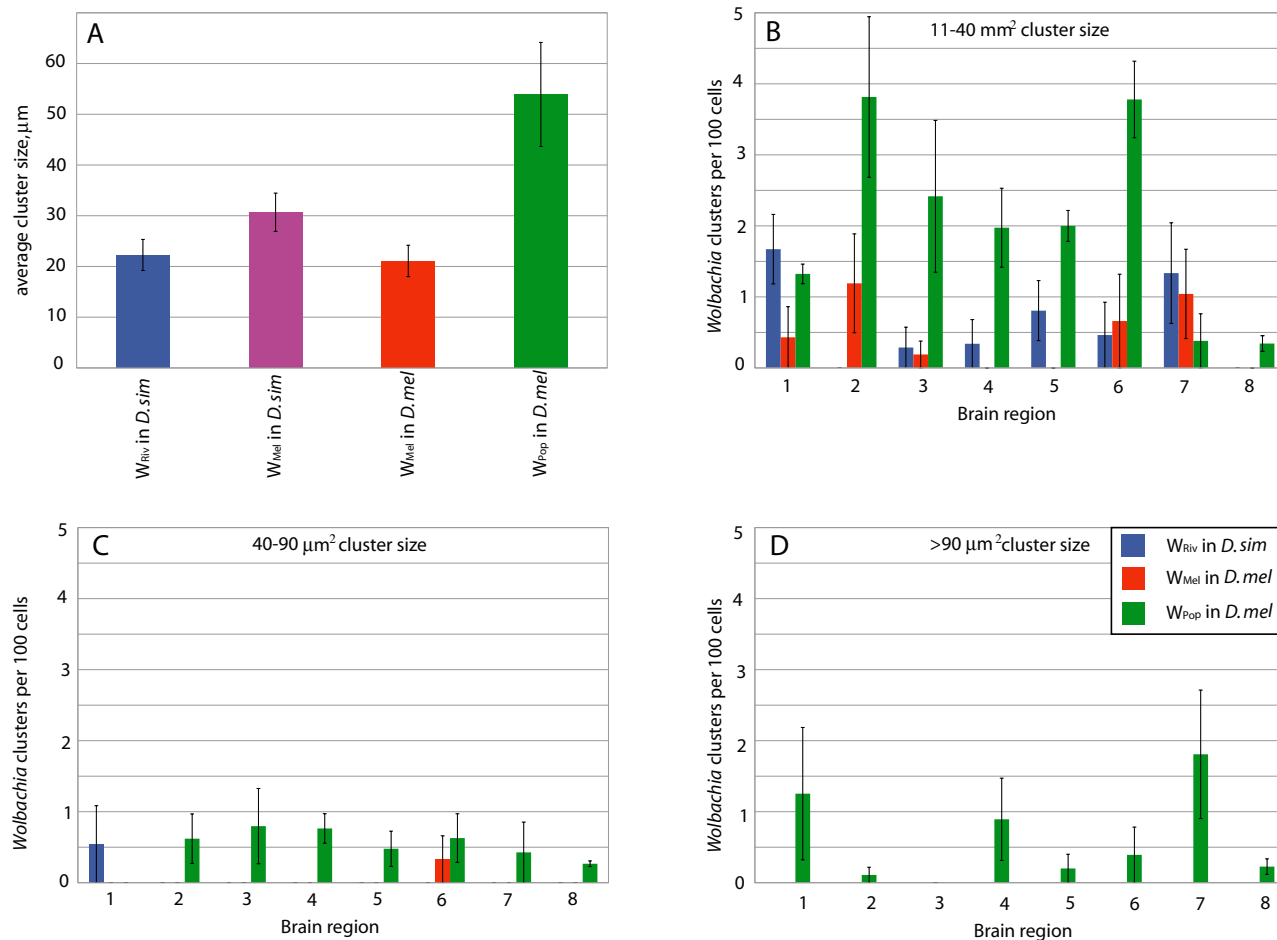 A
average cluster size,μm
60
50
40
30
20
10
0
WRiv in D.sim
WMel in D.sim
WMel in D.mel
WPop in D.mel
B
11-40 mm² cluster size
Wolbachia clusters per 100 cells
5
4
3
2
1
0
1 2 3 4 5 6 7 8
Brain region
C
40-90 μm² cluster size
Wolbachia clusters per 100 cells
5
4
3
2
1
0
1 2 3 4 5 6 7 8
Brain region
D
>90 μm² cluster size
Wolbachia clusters per 100 cells
5
4
3
2
1
0
1 2 3 4 5 6 7 8
Brain region
WRiv in D.sim
WMel in D.mel
WPop in D.mel